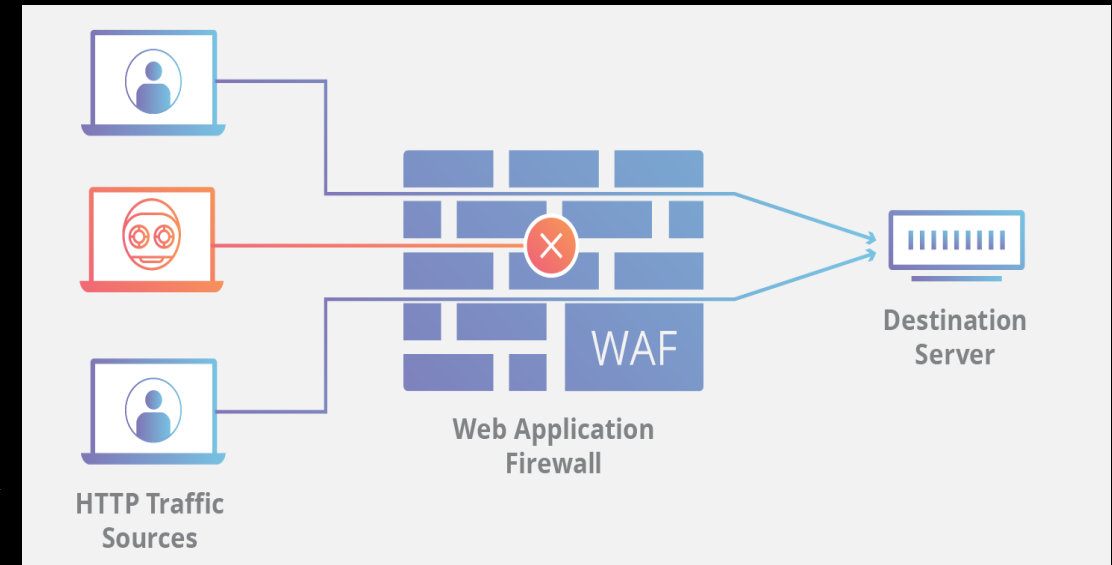 WAF
Destination
Server
Web Application
Firewall
HTTP Traffic
Sources